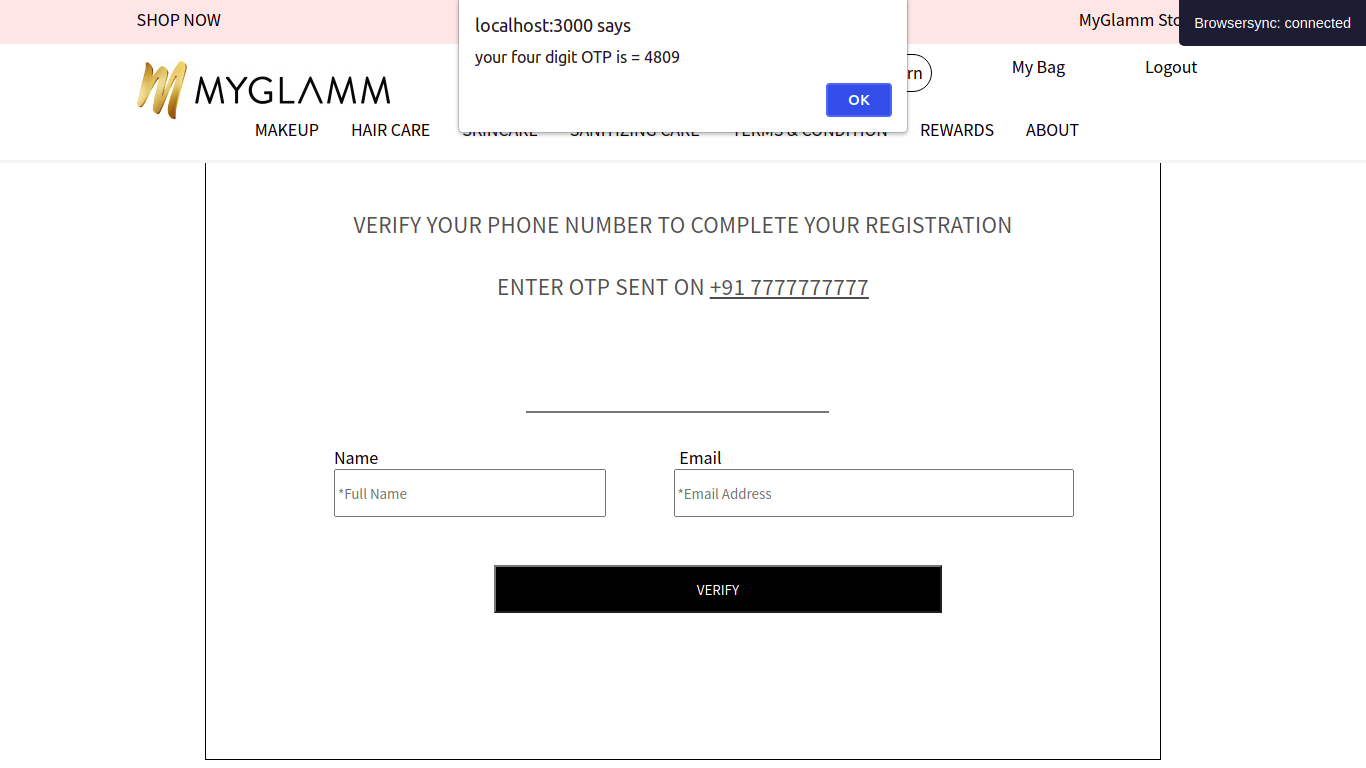 SHOP NOW
MyGlamm
Browsersync: connected
localhost:3000 says
your four digit OTP is = 4809
OK
MYGLAMM
My Bag
Logout
MAKEUP
HAIR CARE
SKINCARE
SANITIZING CARE
TERMS & CONDITION
REWARDS
ABOUT
VERIFY YOUR PHONE NUMBER TO COMPLETE YOUR REGISTRATION
ENTER OTP SENT ON +91 7777777777
Name
Email
*Full Name
*Email Address
VERIFY